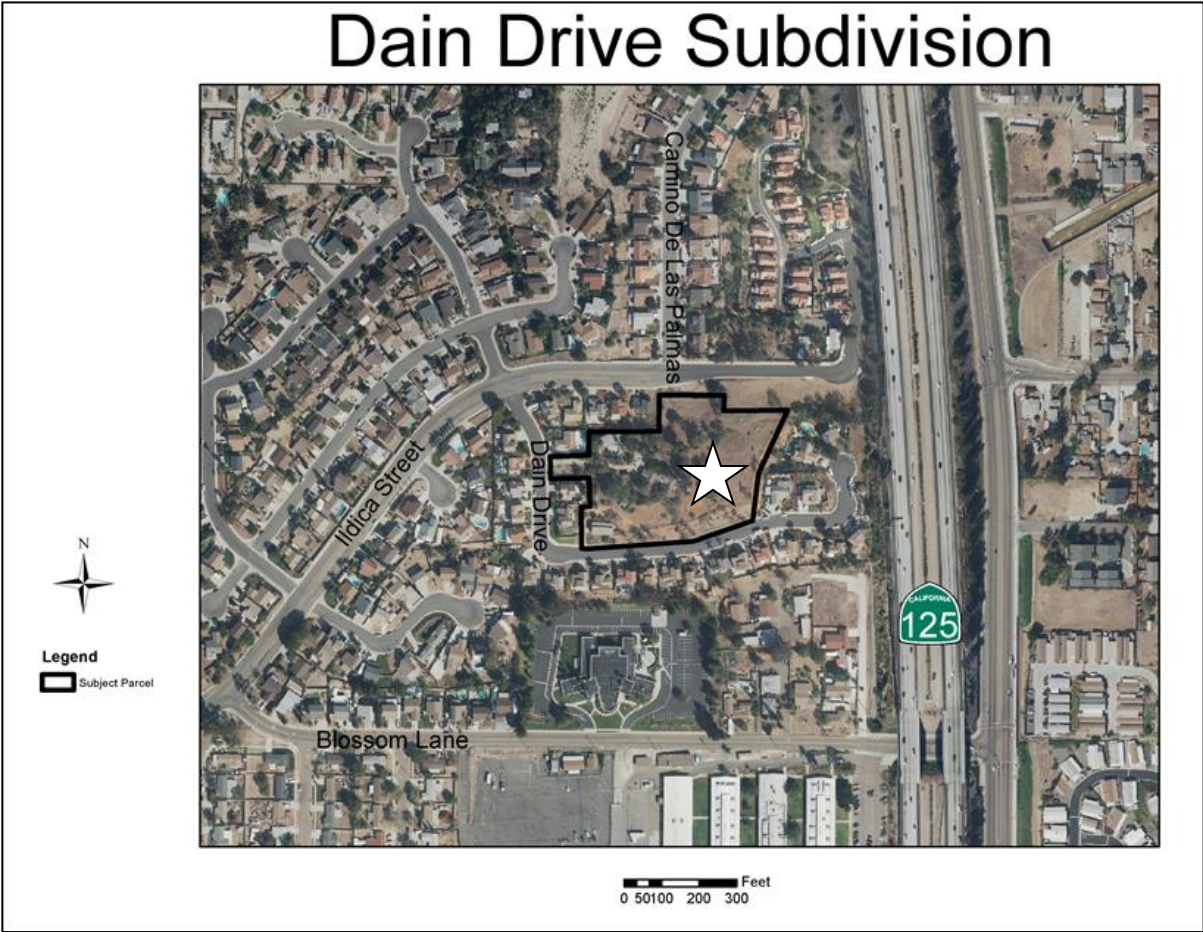 Dain Drive Subdivision
Camino De Las Palmas
Dain Drive
Ildica Street
N
CALIFORNIA
125
Legend
Subject Parcel
Blossom Lane
Feet
0 50100 200 300